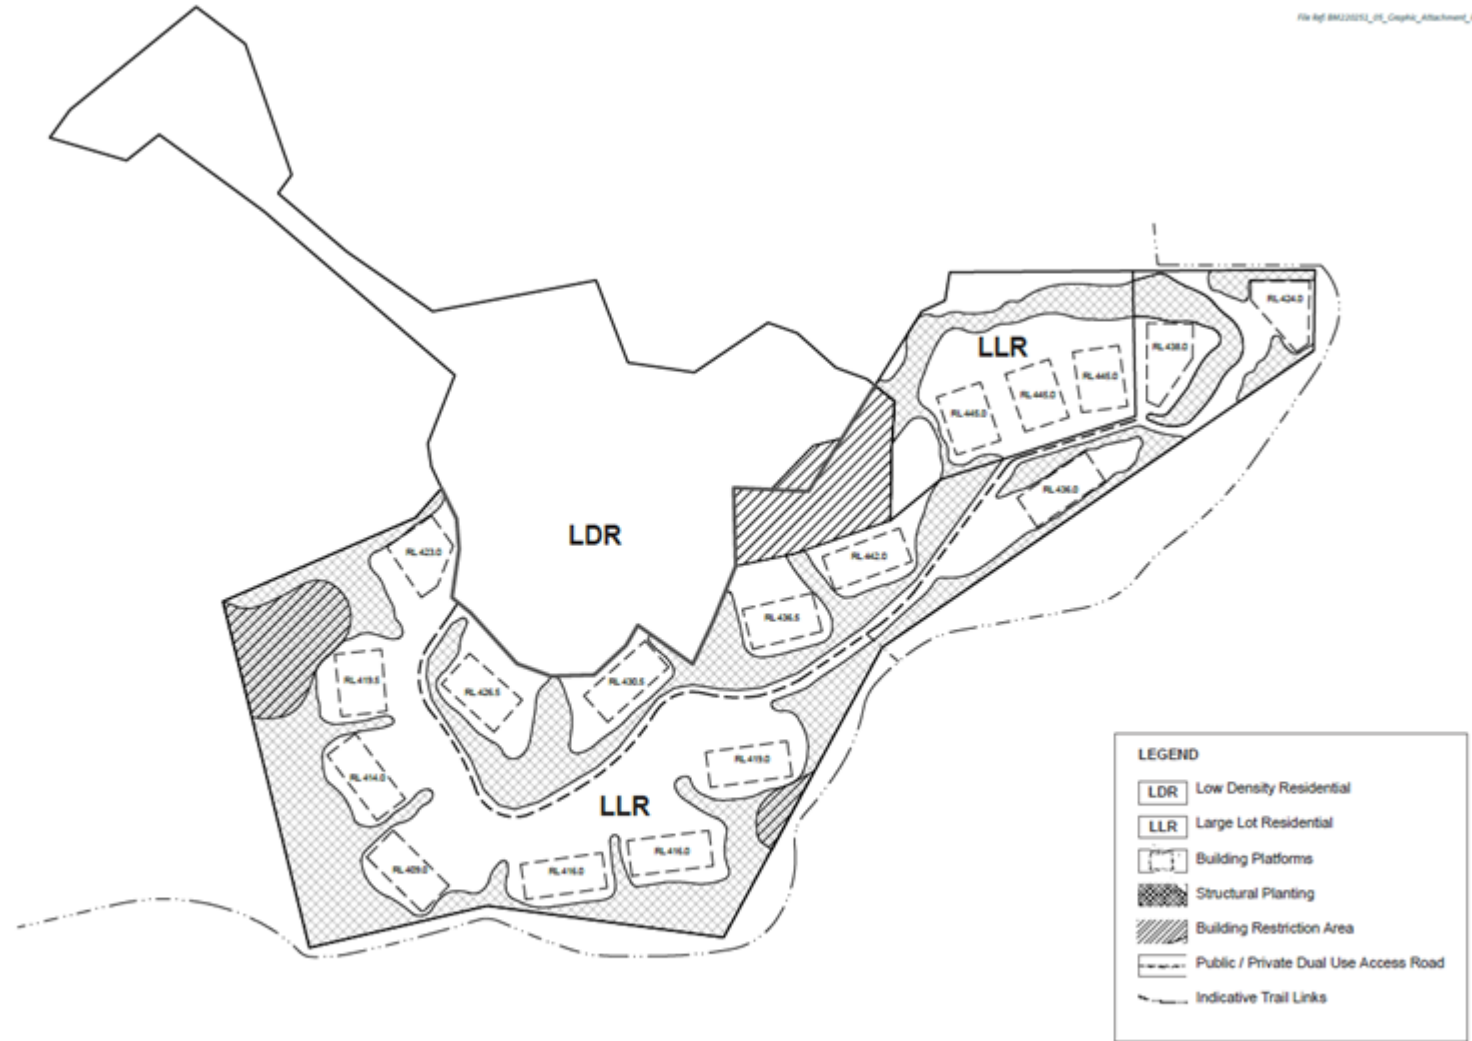 File Ref: BM220251_05_Graphic_Attachment_
RL 424.0
LLR
RL 438.0
RL 445.0
RL 445.0
RL 445.0
RL 436.0
LDR
RL 423.0
RL 442.0
RL 436.5
RL 419.5
RL 426.5
RL 430.5
RL 414.0
RL 419.0
LLR
RL 409.0
RL 416.0
RL 416.0
LEGEND
LDR Low Density Residential
LLR Large Lot Residential
Building Platforms
Structural Planting
Building Restriction Area
Public / Private Dual Use Access Road
Indicative Trail Links